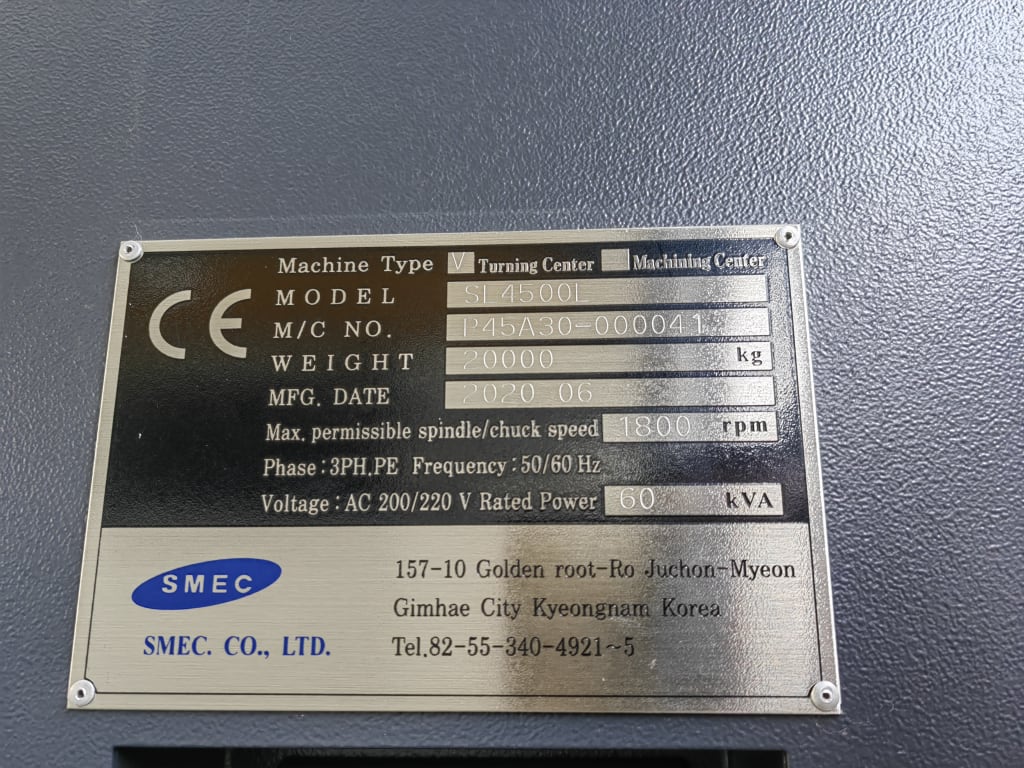 Machine Type V Turning Center Machining Center
MODEL SL4500L
M/C NO. P45A30-000041
WEIGHT 20000 kg
MFG. DATE 2020 06
Max. permissible spindle/chuck speed 1800 rpm
Phase : 3PH.PE Frequency : 50/60 Hz
Voltage : AC 200/220 V Rated Power 60 kVA
CE
SMEC
SMEC. CO., LTD.
157-10 Golden root-Ro Juchon-Myeon
Gimhae City Kyeongnam Korea
Tel.82-55-340-4921~5